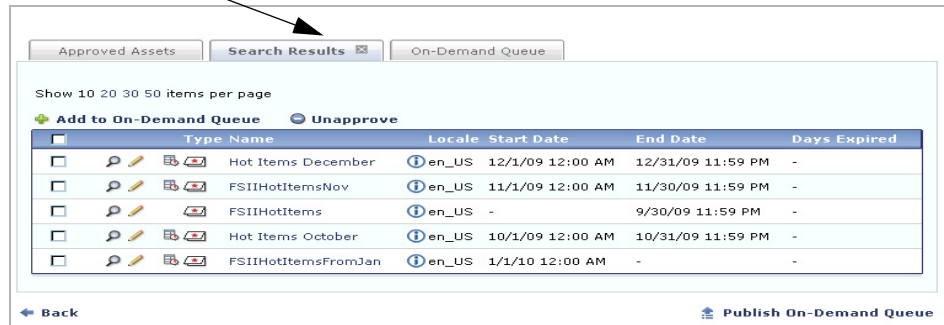 Approved Assets Search Results On-Demand Queue
Show 10 20 30 50 items per page
Add to On-Demand Queue Unapprove
Type Name Locale Start Date End Date Days Expired
Hot Items December en_US 12/1/09 12:00 AM 12/31/09 11:59 PM -
FSIIHotItemsNov en_US 11/1/09 12:00 AM 11/30/09 11:59 PM -
FSIIHotItems en_US - 9/30/09 11:59 PM -
Hot Items October en_US 10/1/09 12:00 AM 10/31/09 11:59 PM -
FSIIHotItemsFromJan en_US 1/1/10 12:00 AM - -
Back Publish On-Demand Queue